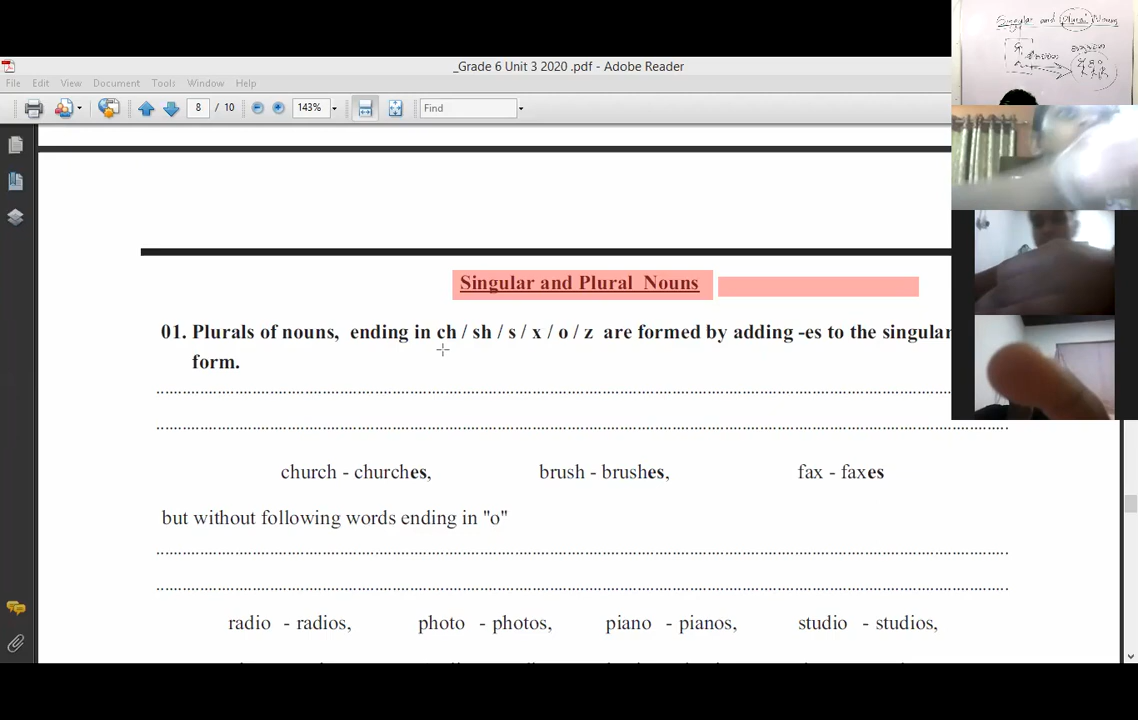 _Grade 6 Unit 3 2020 .pdf - Adobe Reader
File Edit View Document Tools Window Help
8 / 10 143% Find
Singular and Plural Nouns
Singular and Plural Nouns
01. Plurals of nouns, ending in ch / sh / s / x / o / z are formed by adding -es to the singular
form.
church - churches, brush - brushes, fax - faxes
but without following words ending in "o"
radio - radios, photo - photos, piano - pianos, studio - studios,